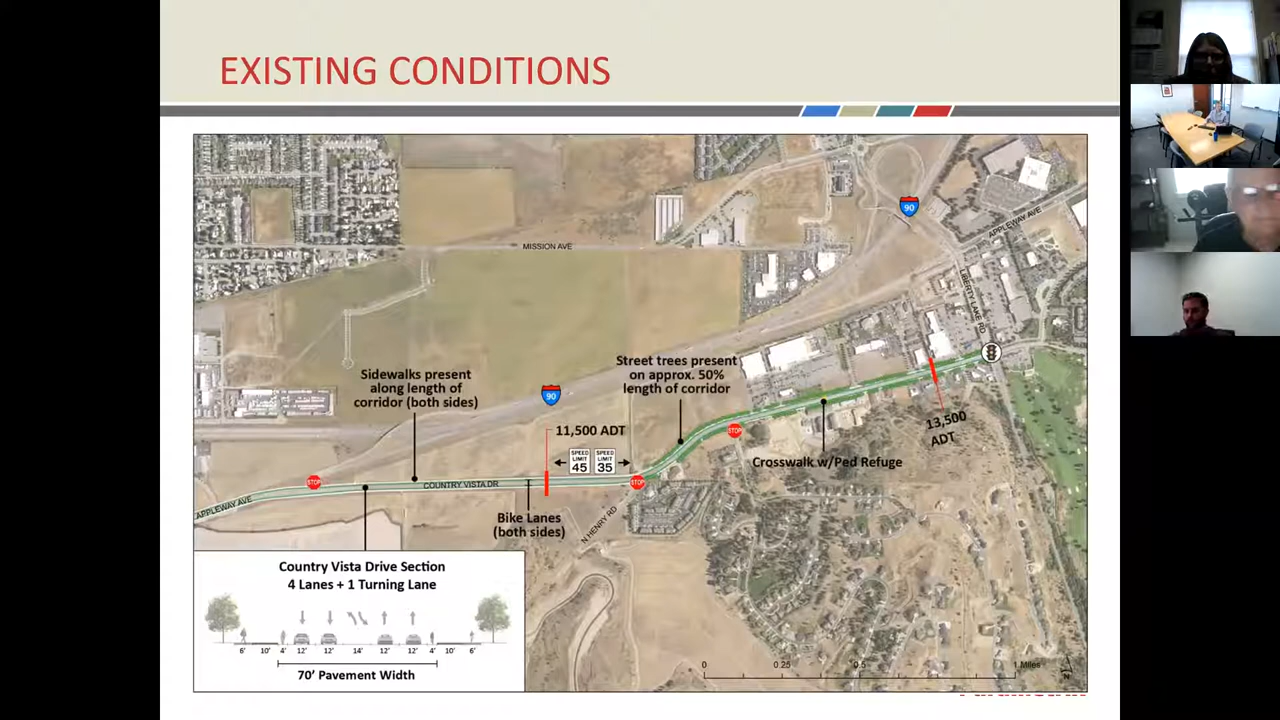 EXISTING CONDITIONS
90
APPLEWAY AVE
MISSION AVE
LIBERTY LAKE RD
Street trees present
on approx. 50%
length of corridor
Sidewalks present
along length of
corridor (both sides)
90
11,500 ADT
13,500
ADT
STOP
SPEED
LIMIT
45
SPEED
LIMIT
35
Crosswalk w/Ped Refuge
STOP
STOP
COUNTRY VISTA DR
APPLEWAY AVE
Bike Lanes
(both sides)
N HENRY RD
Country Vista Drive Section
4 Lanes + 1 Turning Lane
6' 10' 4' 12' 12' 14' 12' 12' 4' 10' 6'
70' Pavement Width
0 0.25 0.5 1 Miles
N